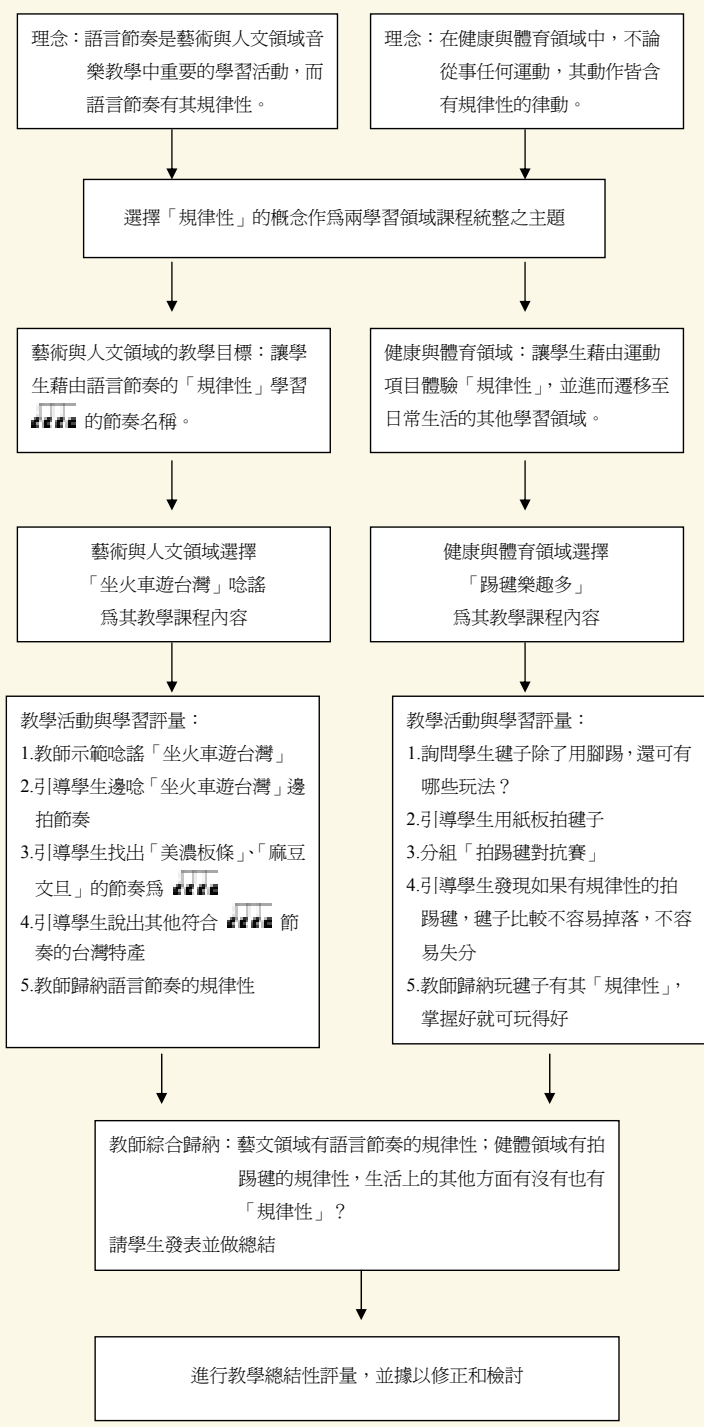 理念：語言節奏是藝術與人文領域音
樂教學中重要的學習活動，而
語言節奏有其規律性。
理念：在健康與體育領域中，不論
從事任何運動，其動作皆含
有規律性的律動。
選擇「規律性」的概念作為兩學習領域課程統整之主題
藝術與人文領域的教學目標：讓學
生藉由語言節奏的「規律性」學習
的節奏名稱。
健康與體育領域：讓學生藉由運動
項目體驗「規律性」，並進而遷移至
日常生活的其他學習領域。
藝術與人文領域選擇
「坐火車遊台灣」唸謠
為其教學課程內容
健康與體育領域選擇
「踢毽樂趣多」
為其教學課程內容
教學活動與學習評量：
1.教師示範唸謠「坐火車遊台灣」
2.引導學生邊唸「坐火車遊台灣」邊
拍節奏
3.引導學生找出「美濃板條」、「麻豆
文旦」的節奏為
4.引導學生說出其他符合 節
奏的台灣特產
5.教師歸納語言節奏的規律性
教學活動與學習評量：
1.詢問學生毽子除了用腳踢，還可有
哪些玩法？
2.引導學生用紙板拍毽子
3.分組「拍踢毽對抗賽」
4.引導學生發現如果有規律性的拍
踢毽，毽子比較不容易掉落，不容
易失分
5.教師歸納玩毽子有其「規律性」，
掌握好就可玩得好
教師綜合歸納：藝文領域有語言節奏的規律性；健體領域有拍
踢毽的規律性，生活上的其他方面有沒有也有
「規律性」？
請學生發表並做總結
進行教學總結性評量，並據以修正和檢討